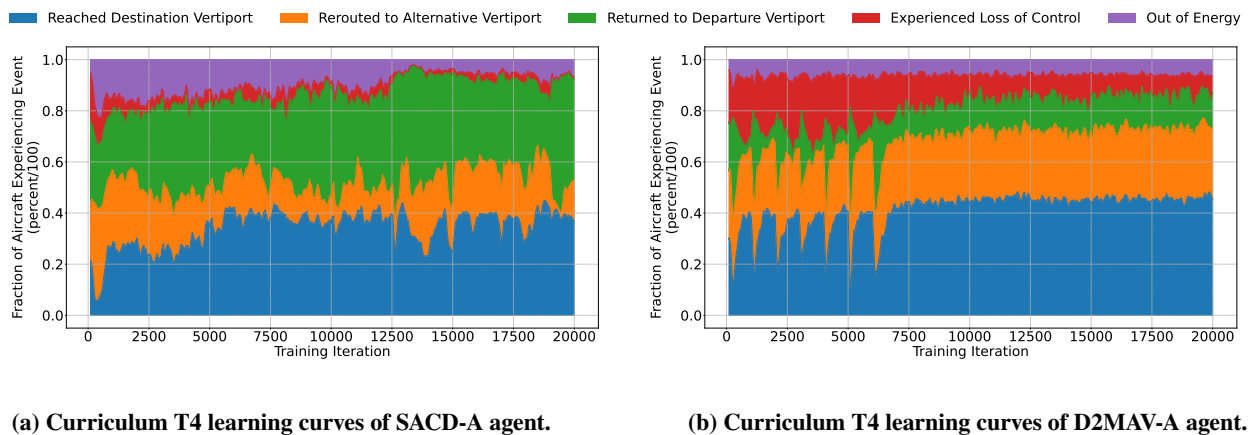 Reached Destination Vertiport Rerouted to Alternative Vertiport Returned to Departure Vertiport Experienced Loss of Control Out of Energy
Fraction of Aircraft Experiencing Event
(percent/100)
1.0
0.8
0.6
0.4
0.2
0.0
0 2500 5000 7500 10000 12500 15000 17500 20000
Training Iteration
(a) Curriculum T4 learning curves of SACD-A agent.
Fraction of Aircraft Experiencing Event
(percent/100)
1.0
0.8
0.6
0.4
0.2
0.0
0 2500 5000 7500 10000 12500 15000 17500 20000
Training Iteration
(b) Curriculum T4 learning curves of D2MAV-A agent.